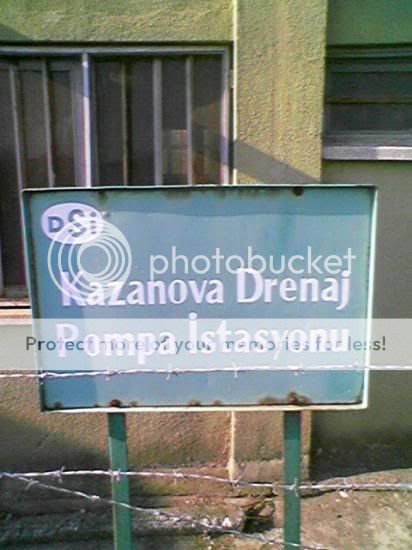 DSİ
Kazanova Drenaj
Pompa İstasyonu
photobucket
Protect more of your memories for less!